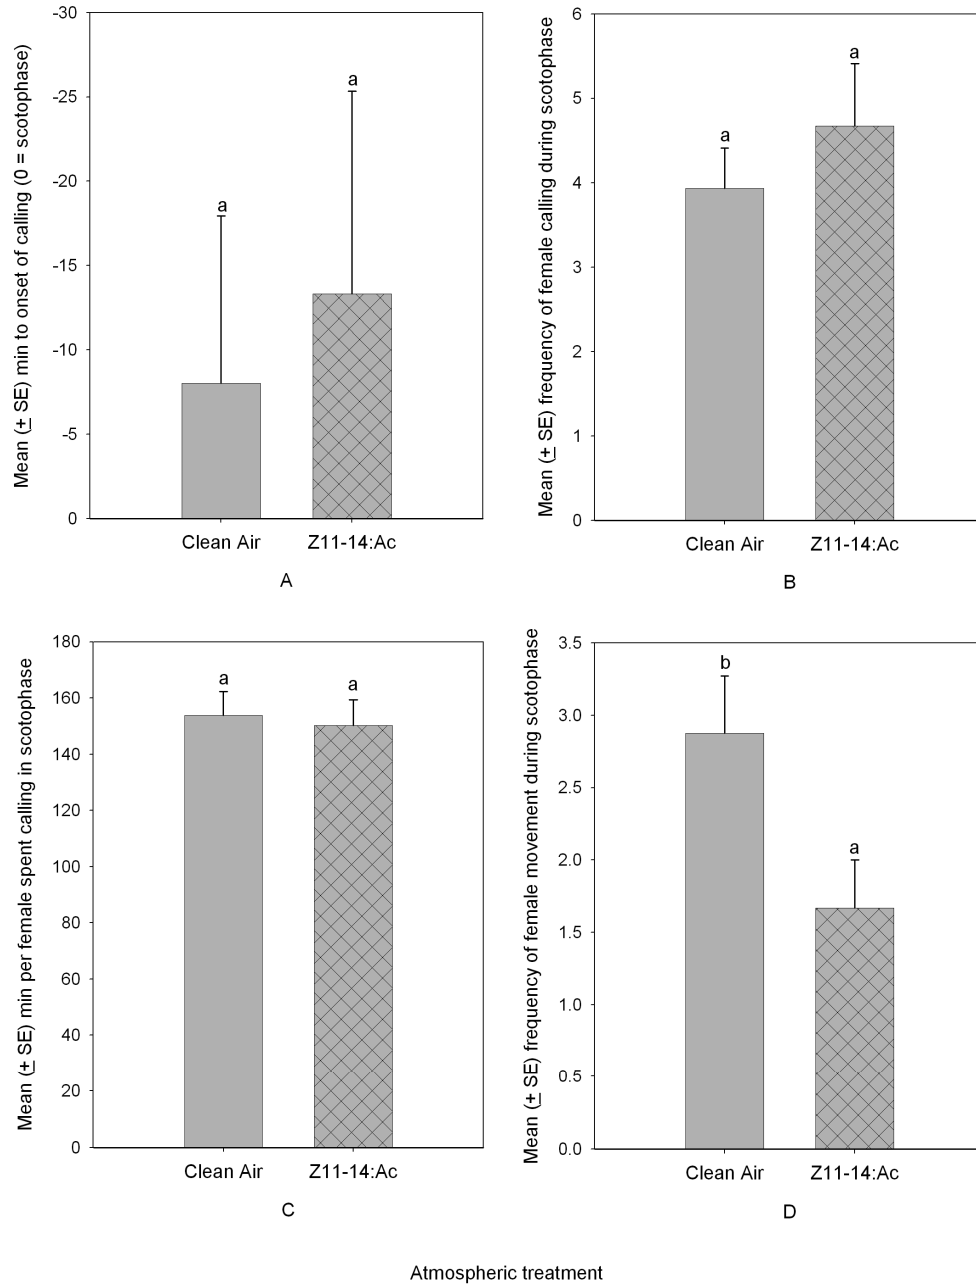 Mean (± SE) min to onset of calling (0 = scotophase)
-30
-25
-20
-15
-10
-5
0
a
a
Clean Air
Z11-14:Ac
A
Mean (± SE) frequency of female calling during scotophase
6
5
4
3
2
1
0
a
a
Clean Air
Z11-14:Ac
B
Mean (± SE) min per female spent calling in scotophase
180
160
140
120
100
80
60
40
20
0
a
a
Clean Air
Z11-14:Ac
C
Mean (± SE) frequency of female movement during scotophase
3.5
3.0
2.5
2.0
1.5
1.0
0.5
0.0
b
a
Clean Air
Z11-14:Ac
D
Atmospheric treatment